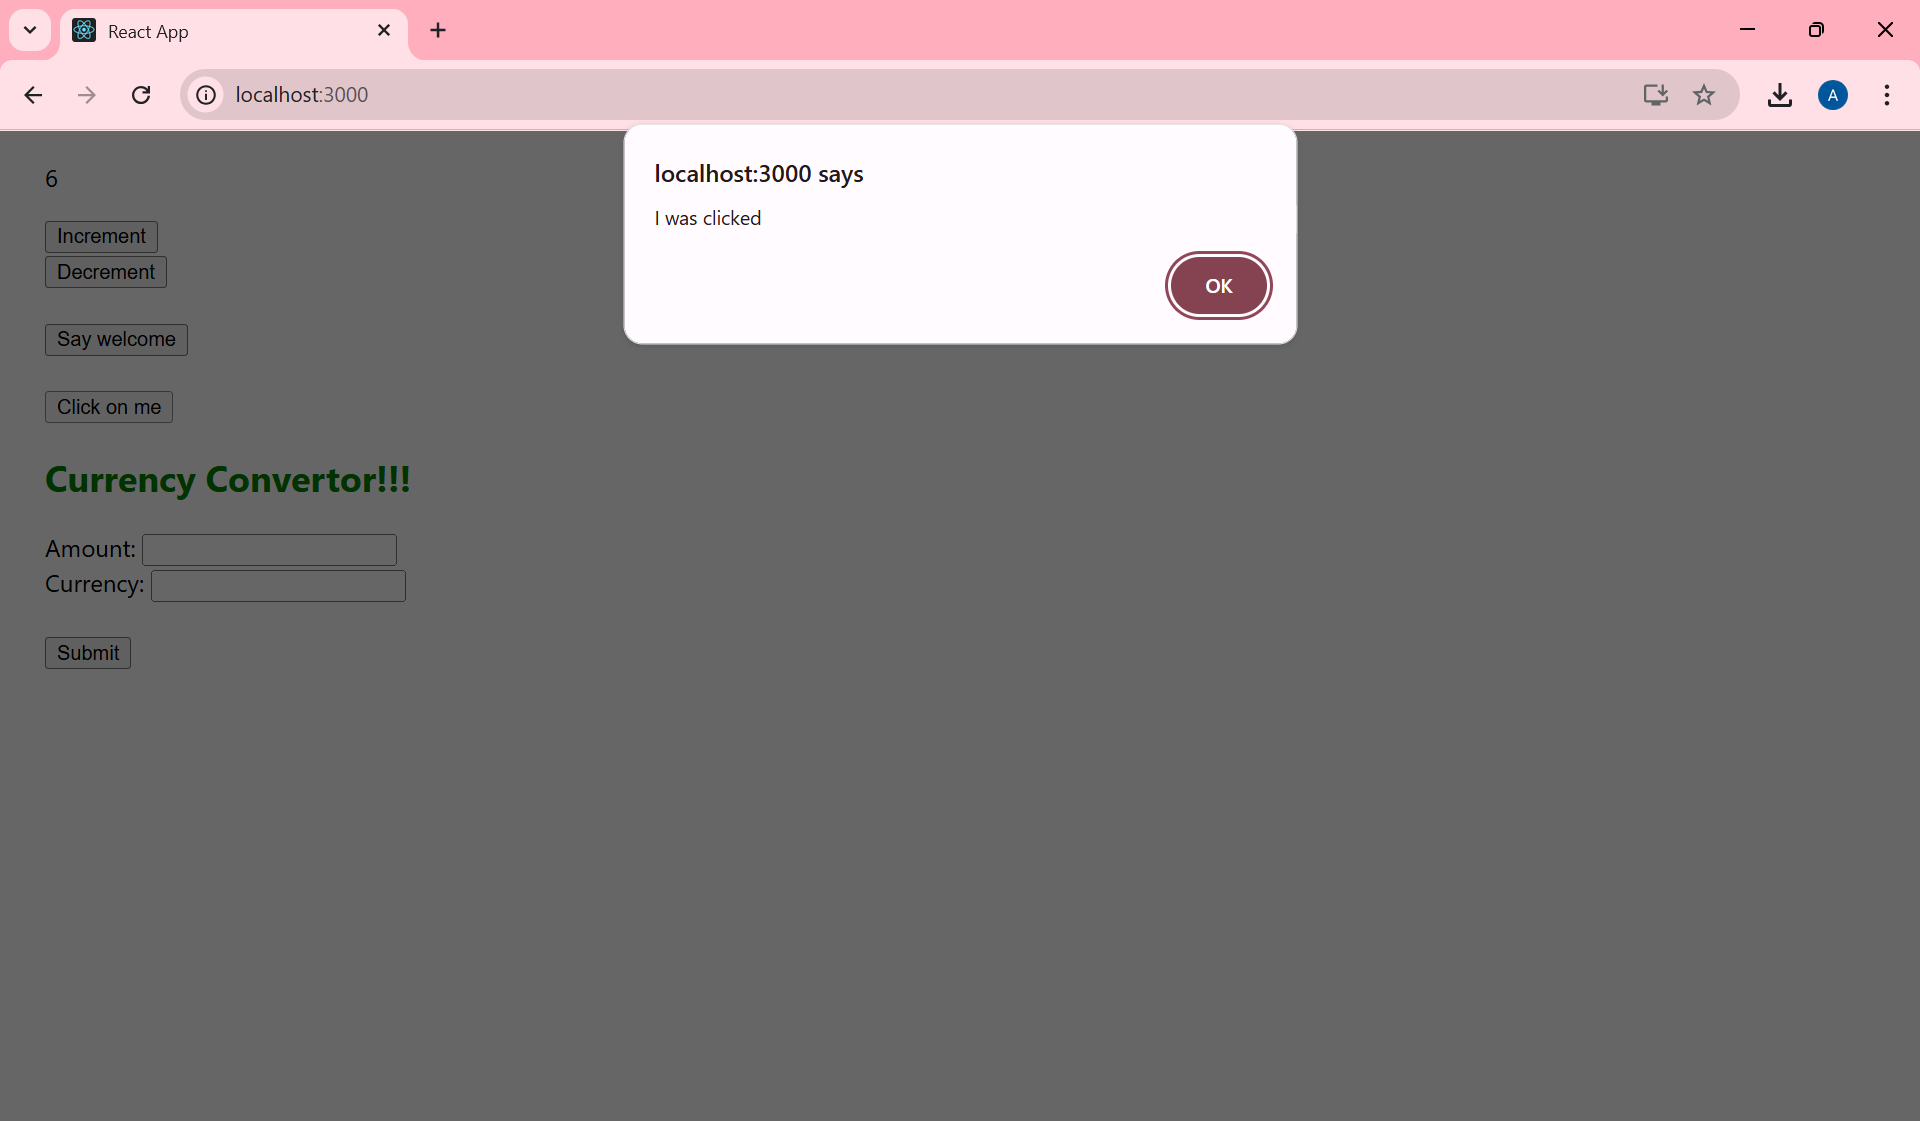 React App
localhost:3000
A
localhost:3000 says
I was clicked
OK
6
Increment
Decrement
Say welcome
Click on me
Currency Convertor!!!
Amount:
Currency:
Submit